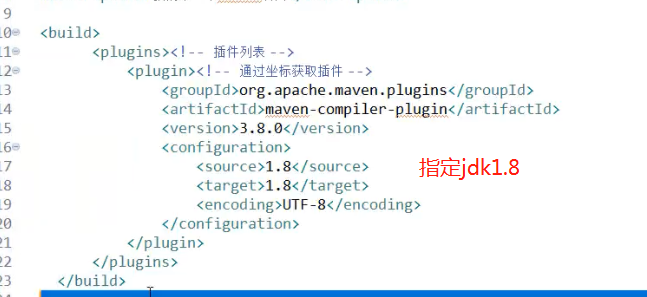 9
10 <build>
11 <plugins><!-- 插件列表 -->
12 <plugin><!-- 通过坐标获取插件 -->
13 <groupId>org.apache.maven.plugins</groupId>
14 <artifactId>maven-compiler-plugin</artifactId>
15 <version>3.8.0</version>
16 <configuration>
17 <source>1.8</source>
18 <target>1.8</target>
19 <encoding>UTF-8</encoding>
20 </configuration>
21 </plugin>
22 </plugins>
23 </build>
指定jdk1.8